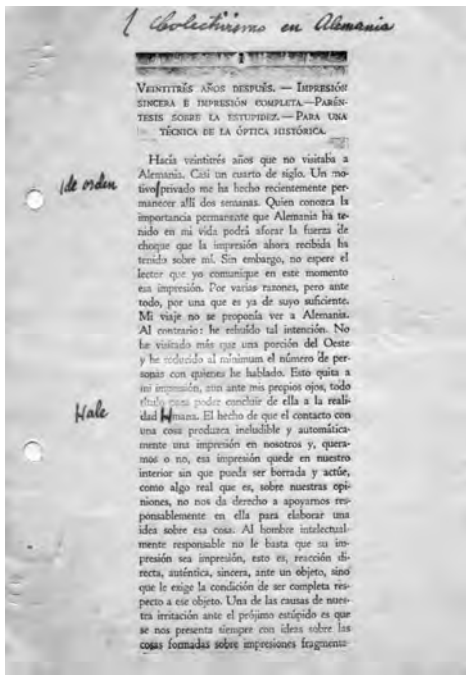 1 Colectivismo en Alemania
I
VEINTITRÉS AÑOS DESPUÉS. — IMPRESIÓN
SINCERA E IMPRESIÓN COMPLETA.—PARÉN-
TESIS SOBRE LA ESTUPIDEZ. — PARA UNA
TÉCNICA DE LA ÓPTICA HISTÓRICA.
Hacía veintitrés años que no visitaba a
Alemania. Casi un cuarto de siglo. Un mo-
/de orden
tivo/privado me ha hecho recientemente per-
manecer allí dos semanas. Quien conozca la
importancia permanente que Alemania ha te-
nido en mi vida podrá aforar la fuerza de
choque que la impresión ahora recibida ha
tenido sobre mí. Sin embargo, no espere el
lector que yo comunique en este momento
esa impresión. Por varias razones, pero ante
todo, por una que es ya de suyo suficiente.
Mi viaje no se proponía ver a Alemania.
Al contrario: he rehuído tal intención. No
he visitado más que una porción del Oeste
y he reducido al mínimum el número de per-
sonas con quienes he hablado. Esto quita a
mi impresión, aun ante mis propios ojos, todo
título para poder concluir de ella a la reali-
Hale
dad mana. El hecho de que el contacto con
una cosa produzca ineludible y automática-
mente una impresión en nosotros y, quera-
mos o no, esa impresión quede en nuestro
interior sin que pueda ser borrada y actúe,
como algo real que es, sobre nuestras opi-
niones, no nos da derecho a apoyarnos res-
ponsablemente en ella para elaborar una
idea sobre esa cosa. Al hombre intelectual-
mente responsable no le basta que su im-
presión sea impresión, esto es, reacción di-
recta, auténtica, sincera, ante un objeto, sino
que le exige la condición de ser completa res-
pecto a ese objeto. Una de las causas de nues-
tra irritación ante el prójimo estúpido es que
se nos presenta siempre con ideas sobre las
cosas formadas sobre impresiones fragmenta-